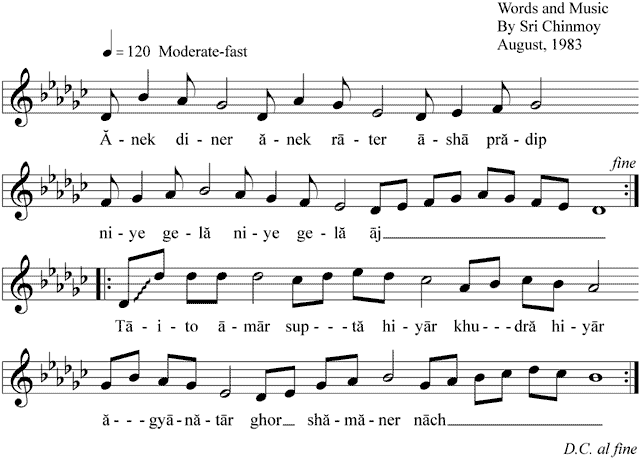 Words and Music
By Sri Chinmoy
August, 1983
♩ = 120 Moderate-fast
Ă - nek di - ner ă - nek rā - ter ā - shā pră - dip
fine
ni - ye ge - lă ni - ye ge - lă āj
Tā - i - to ā - mār sup - - - tă hi - yār khu - - - dră hi - yār
ă - - - gyā - nă - tār ghor shă - mă - ner nāch
D.C. al fine